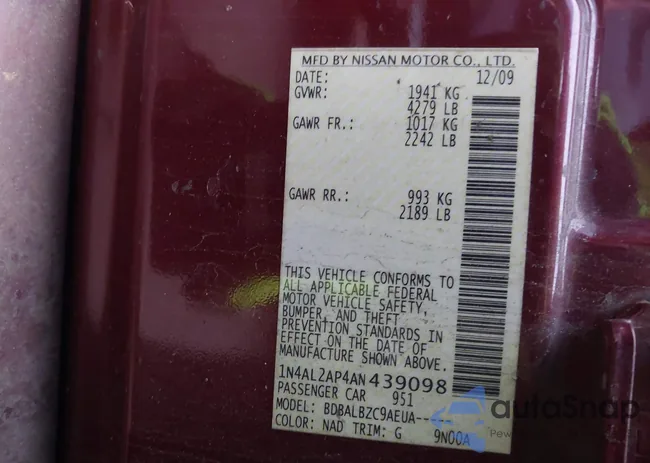 MFD BY NISSAN MOTOR CO., LTD.
DATE: 12/09
GVWR: 1941 KG
4279 LB
GAWR FR.: 1017 KG
2242 LB
GAWR RR.: 993 KG
2189 LB
THIS VEHICLE CONFORMS TO
ALL APPLICABLE FEDERAL
MOTOR VEHICLE SAFETY,
BUMPER, AND THEFT
PREVENTION STANDARDS IN
EFFECT ON THE DATE OF
MANUFACTURE SHOWN ABOVE.
1N4AL2AP4AN439098
PASSENGER CAR 951
MODEL: BDBALBZC9AEUA--
COLOR: NAD TRIM: G 9N00A
autoSnap